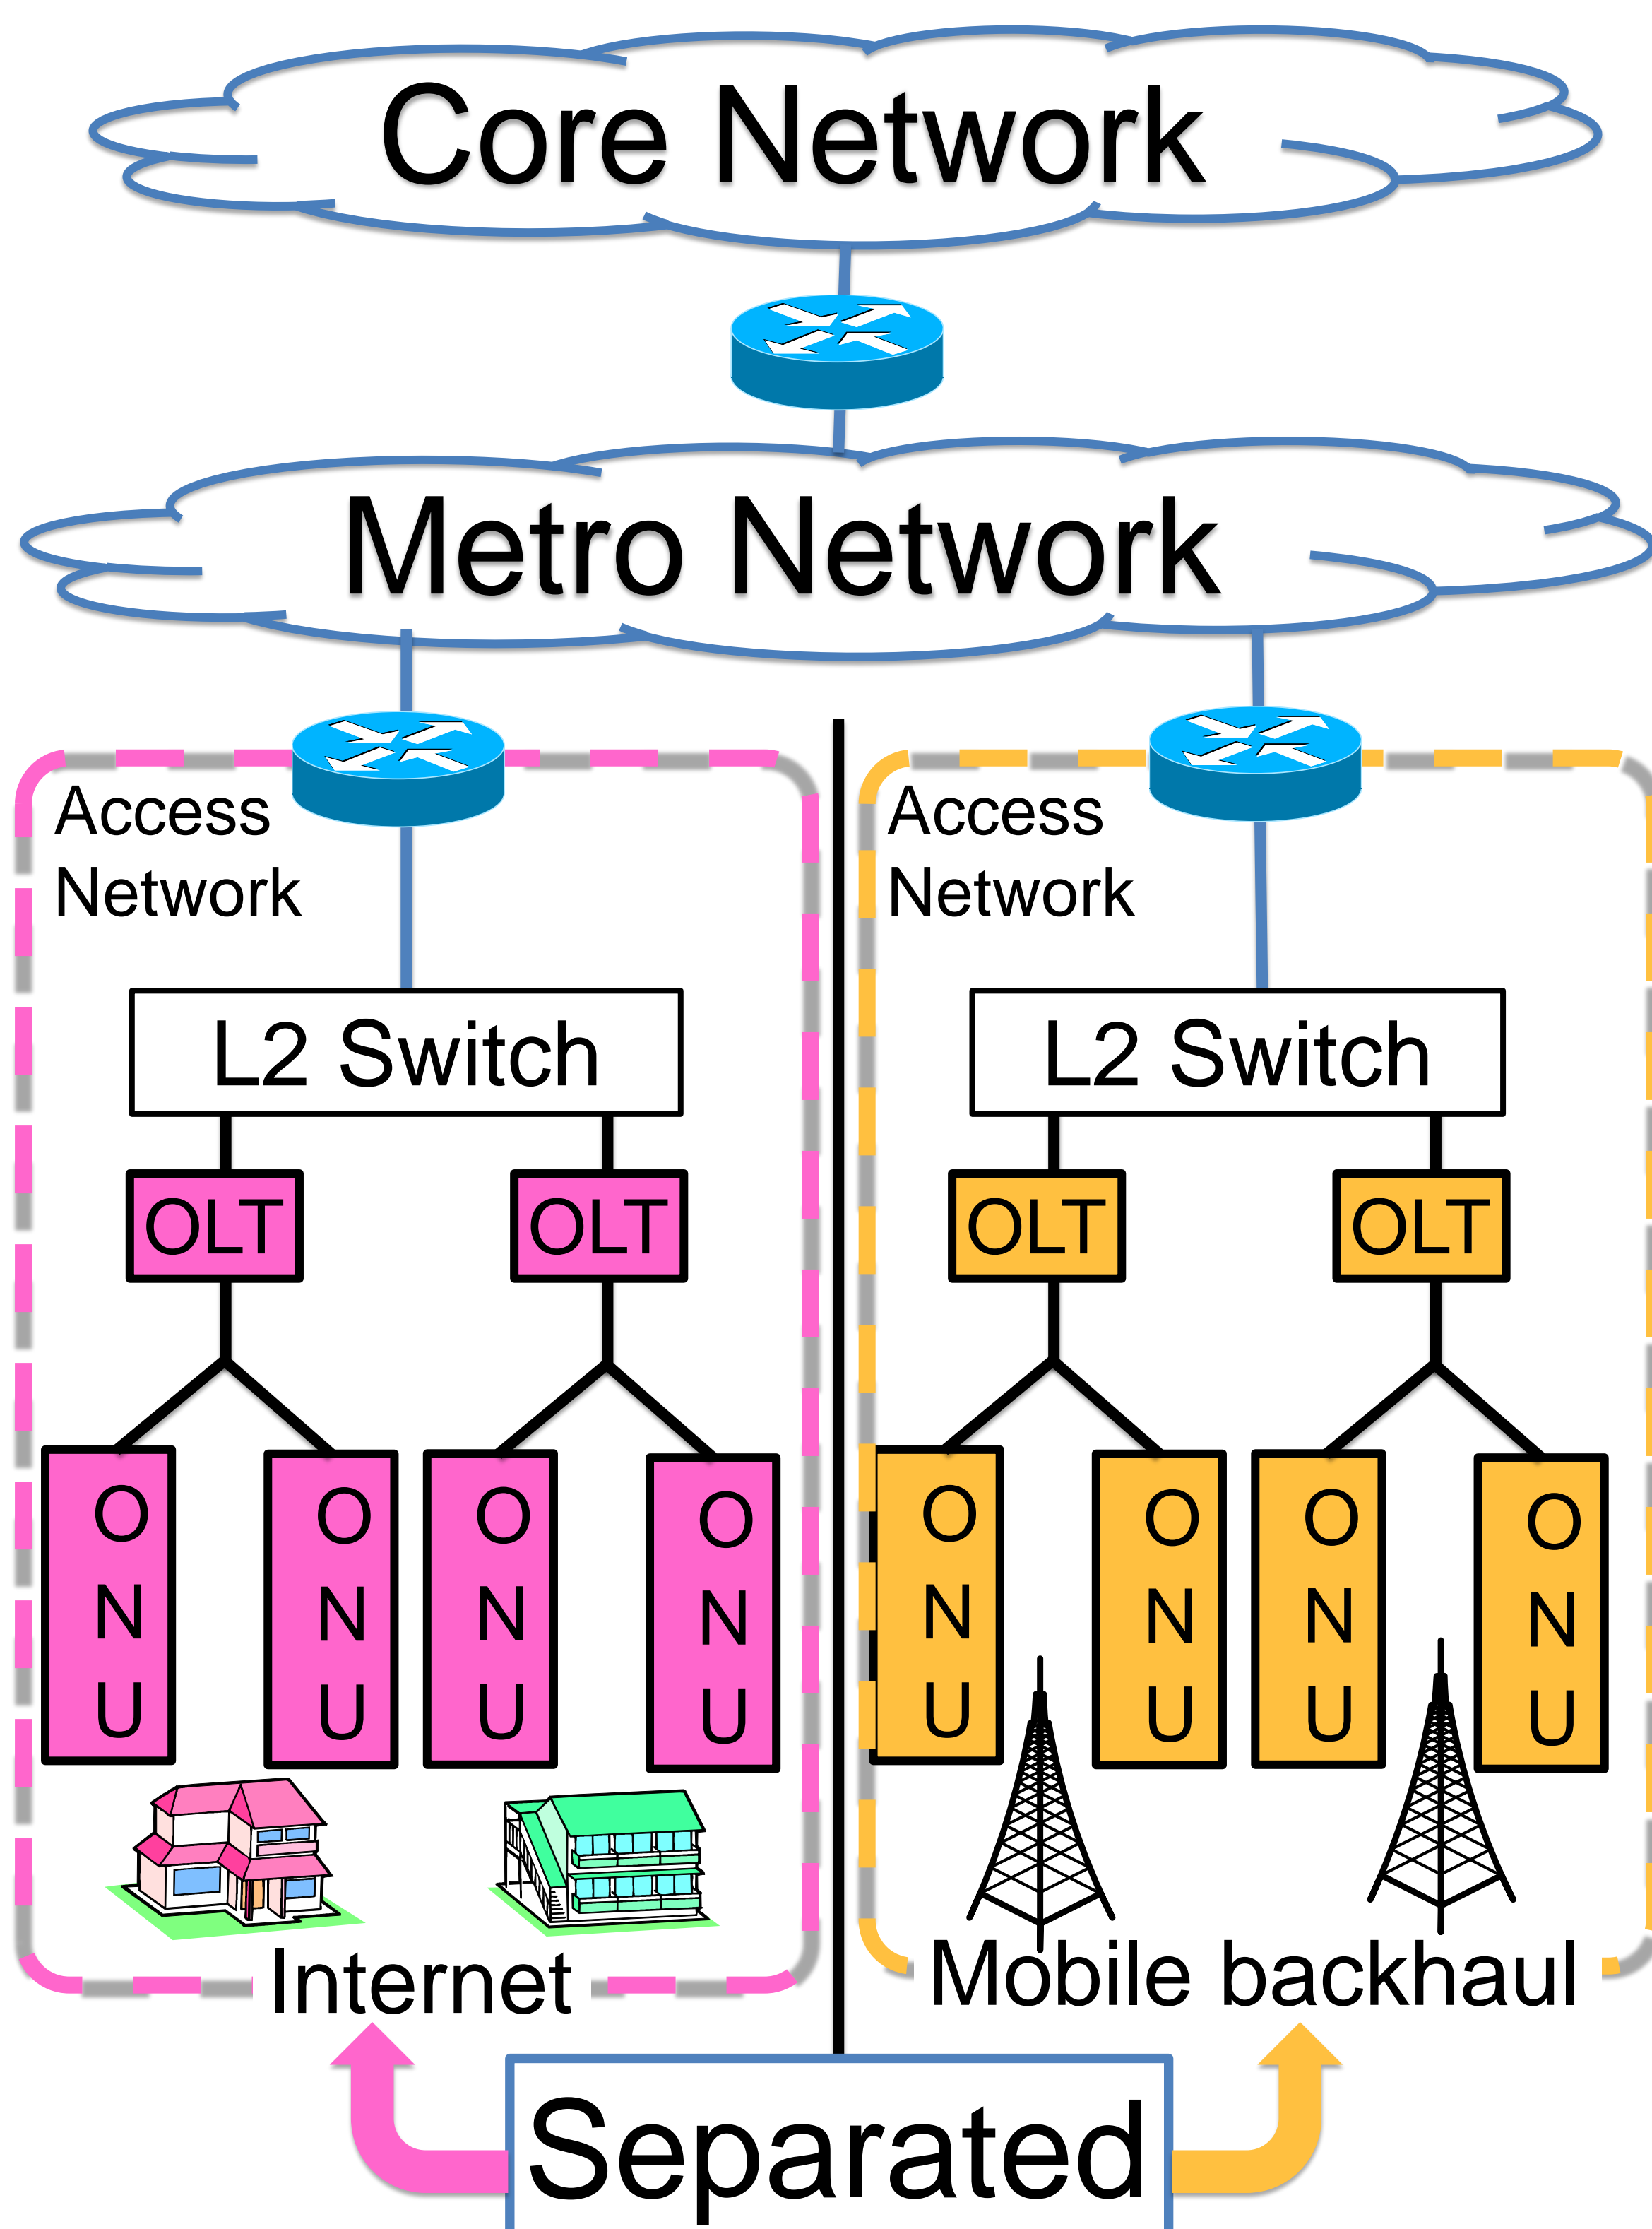 Core Network
Metro Network
Access
Network
Access
Network
L2 Switch
L2 Switch
OLT
OLT
OLT
OLT
O
N
U
O
N
U
O
N
U
O
N
U
O
N
U
O
N
U
O
N
U
O
N
U
Internet
Mobile backhaul
Separated